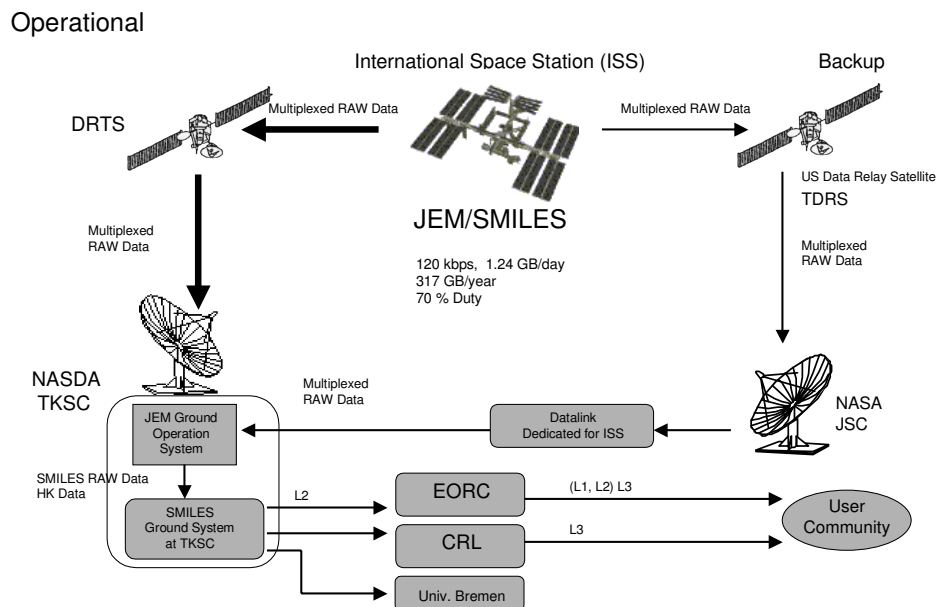 Operational
International Space Station (ISS)
Backup
DRTS
Multiplexed RAW Data
Multiplexed RAW Data
US Data Relay Satellite
TDRS
JEM/SMILES
Multiplexed
RAW Data
120 kbps, 1.24 GB/day
317 GB/year
70 % Duty
Multiplexed
RAW Data
NASDA
TKSC
Multiplexed
RAW Data
NASA
JSC
JEM Ground
Operation
System
Datalink
Dedicated for ISS
SMILES RAW Data
HK Data
SMILES
Ground System
at TKSC
L2
EORC
(L1, L2) L3
CRL
L3
User
Community
Univ. Bremen